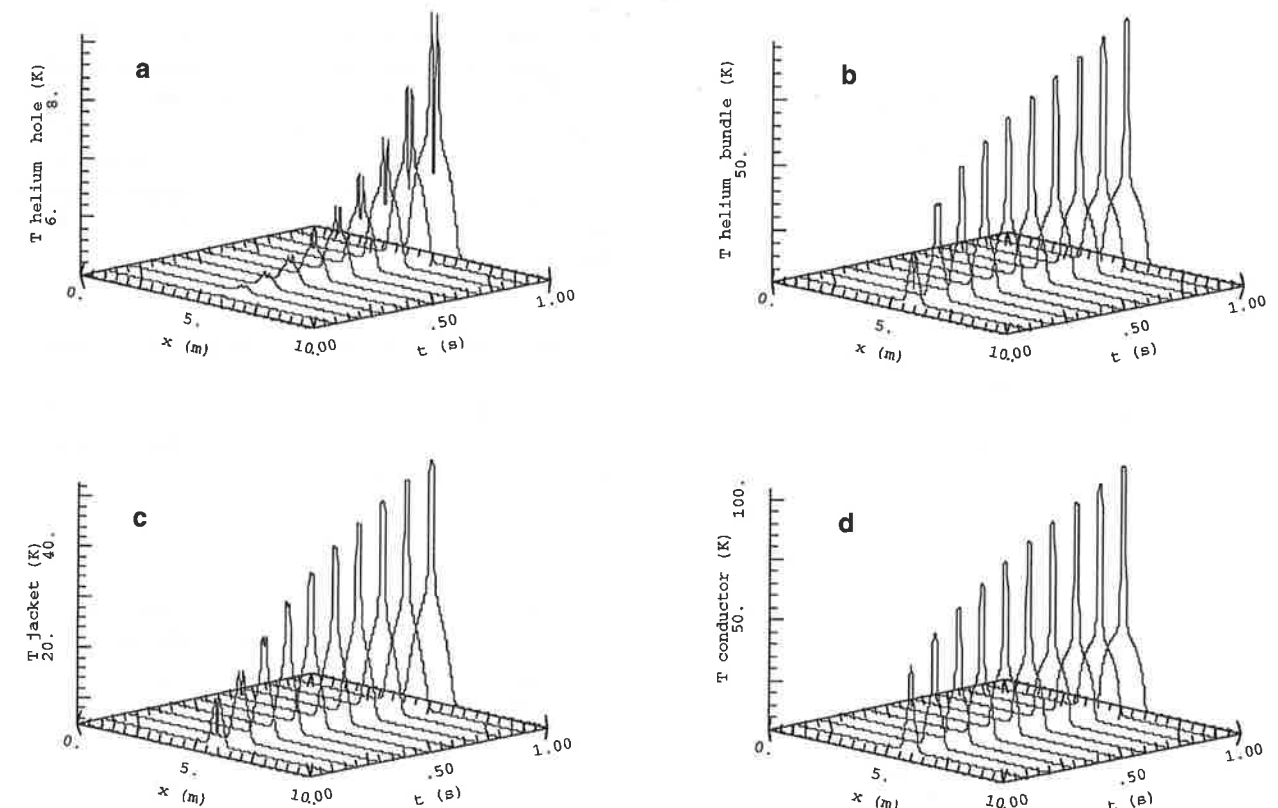 a
T helium hole (K)
6.
8.
0.
5.
10.00
x (m)
.50
1.00
t (s)
b
T helium bundle (K)
50.
0.
5.
10.00
x (m)
.50
1.00
t (s)
c
T jacket (K)
20.
40.
0.
5.
10.00
x (m)
.50
1.00
t (s)
d
T conductor (K)
50.
100.
0.
5.
10.00
x (m)
.50
1.00
t (s)